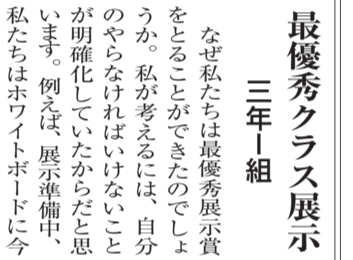 最優秀クラス展示
三年I組
なぜ私たちは最優秀展示賞
をとることができたのでしょ
うか。私が考えるには、自分
のやらなければいけないこと
が明確化していたからだと思
います。例えば、展示準備中、
私たちはホワイトボードに今